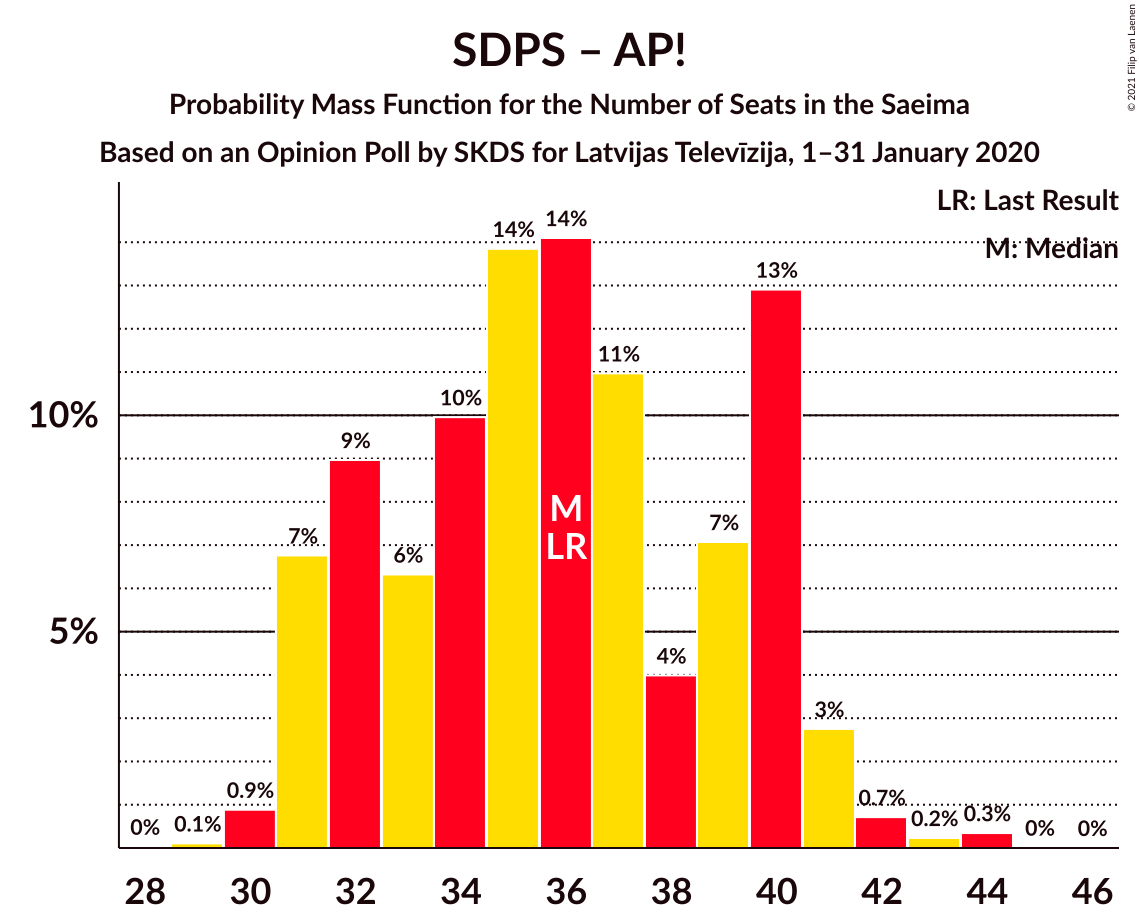 SDPS – AP!
Probability Mass Function for the Number of Seats in the Saeima
Based on an Opinion Poll by SKDS for Latvijas Televīzija, 1–31 January 2020
© 2021 Filip van Laenen
LR: Last Result
M: Median
10%
5%
0%
0.1%
0.9%
7%
9%
6%
10%
14%
14%
11%
4%
7%
13%
3%
0.7%
0.2%
0.3%
0%
0%
M
LR
28 30 32 34 36 38 40 42 44 46